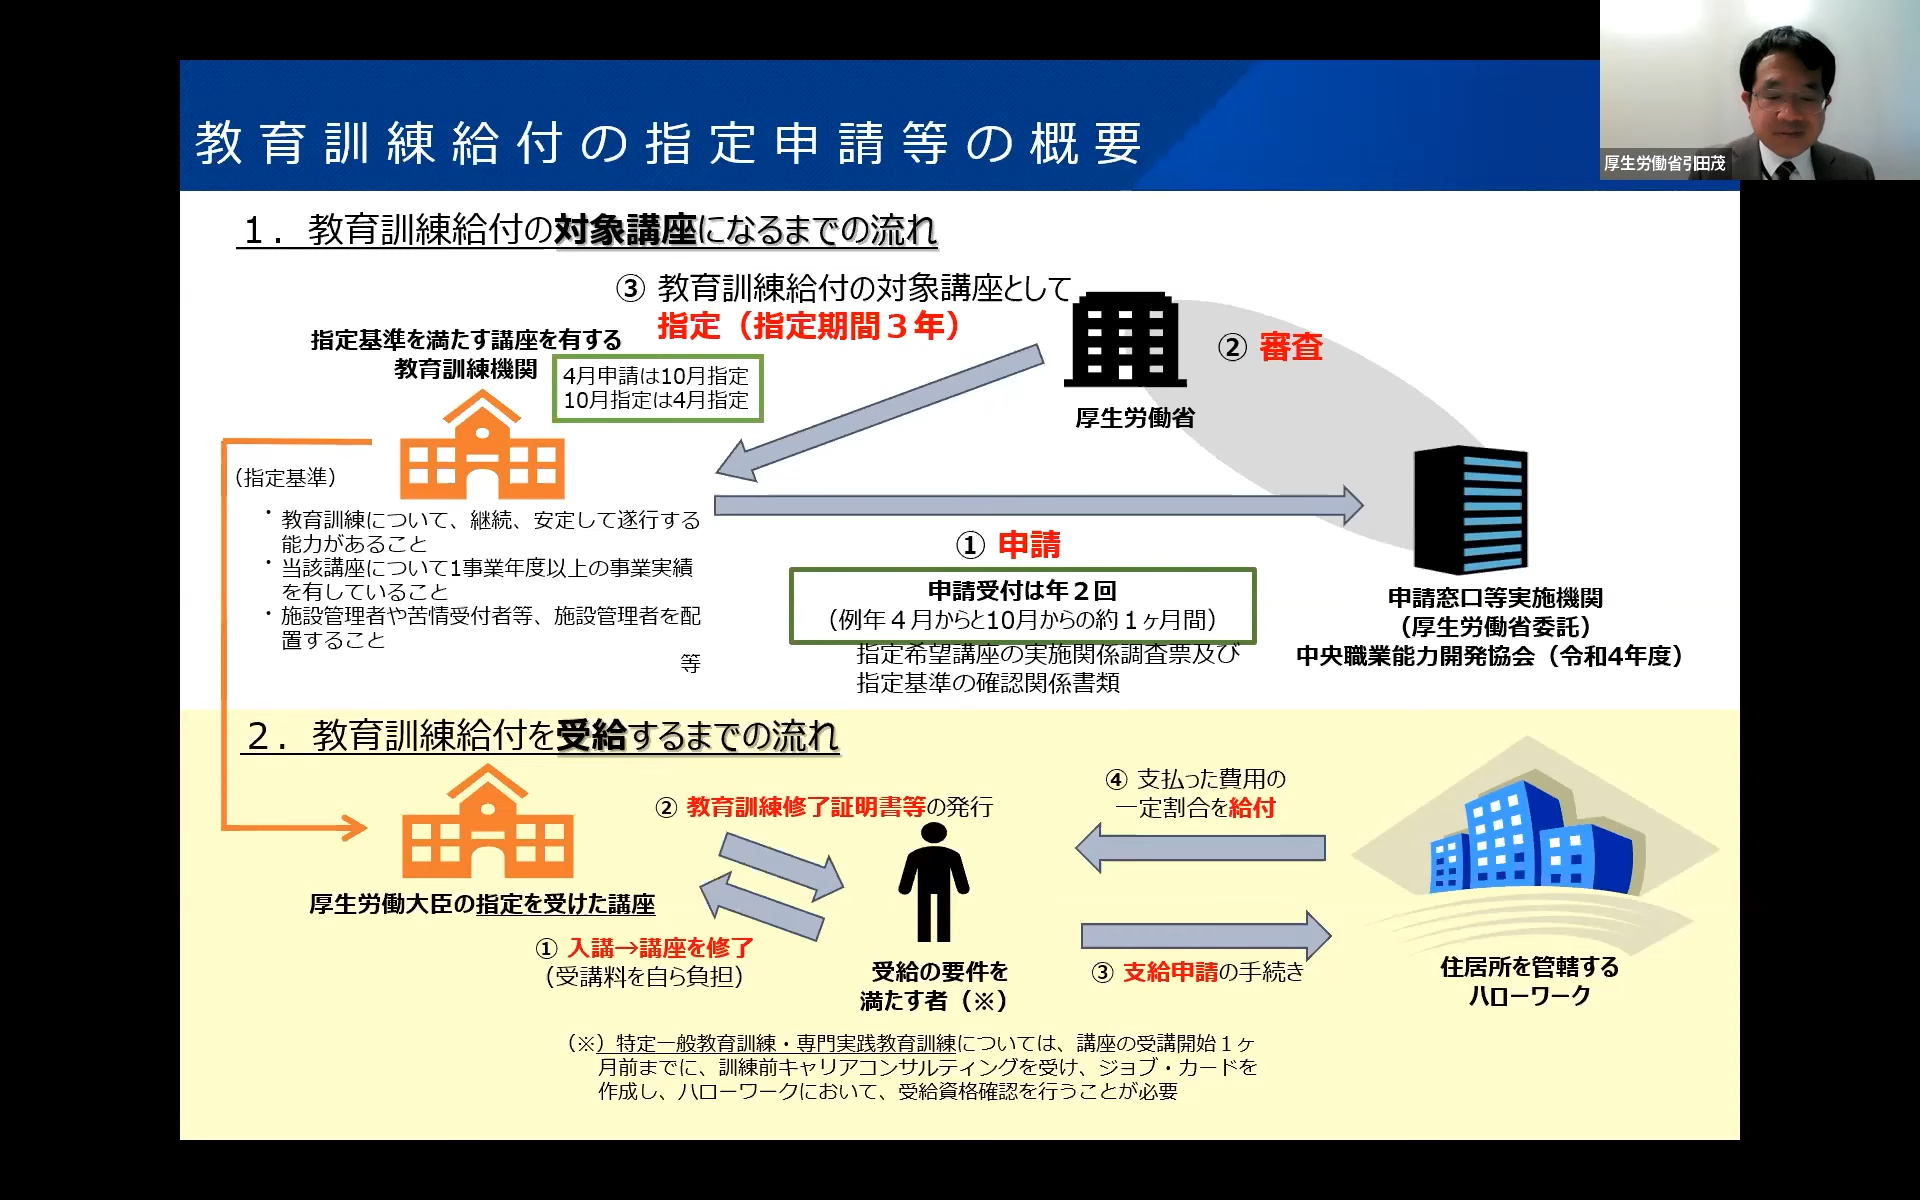 教育訓練給付の指定申請等の概要
厚生労働省引田茂
１．教育訓練給付の対象講座になるまでの流れ
③ 教育訓練給付の対象講座として
指定（指定期間３年）
指定基準を満たす講座を有する
教育訓練機関
4月申請は10月指定
10月指定は4月指定
② 審査
厚生労働省
（指定基準）
・教育訓練について、継続、安定して遂行する
能力があること
・当該講座について1事業年度以上の事業実績
を有していること
・施設管理者や苦情受付者等、施設管理者を配
置すること
等
① 申請
申請受付は年２回
（例年４月からと10月からの約１ヶ月間）
指定希望講座の実施関係調査票及び
指定基準の確認関係書類
申請窓口等実施機関
（厚生労働省委託）
中央職業能力開発協会（令和4年度）
２．教育訓練給付を受給するまでの流れ
② 教育訓練修了証明書等の発行
④ 支払った費用の
一定割合を給付
厚生労働大臣の指定を受けた講座
① 入講→講座を修了
（受講料を自ら負担）
受給の要件を
満たす者（※）
③ 支給申請の手続き
住居所を管轄する
ハローワーク
（※）特定一般教育訓練・専門実践教育訓練については、講座の受講開始１ヶ
月前までに、訓練前キャリアコンサルティングを受け、ジョブ・カードを
作成し、ハローワークにおいて、受給資格確認を行うことが必要